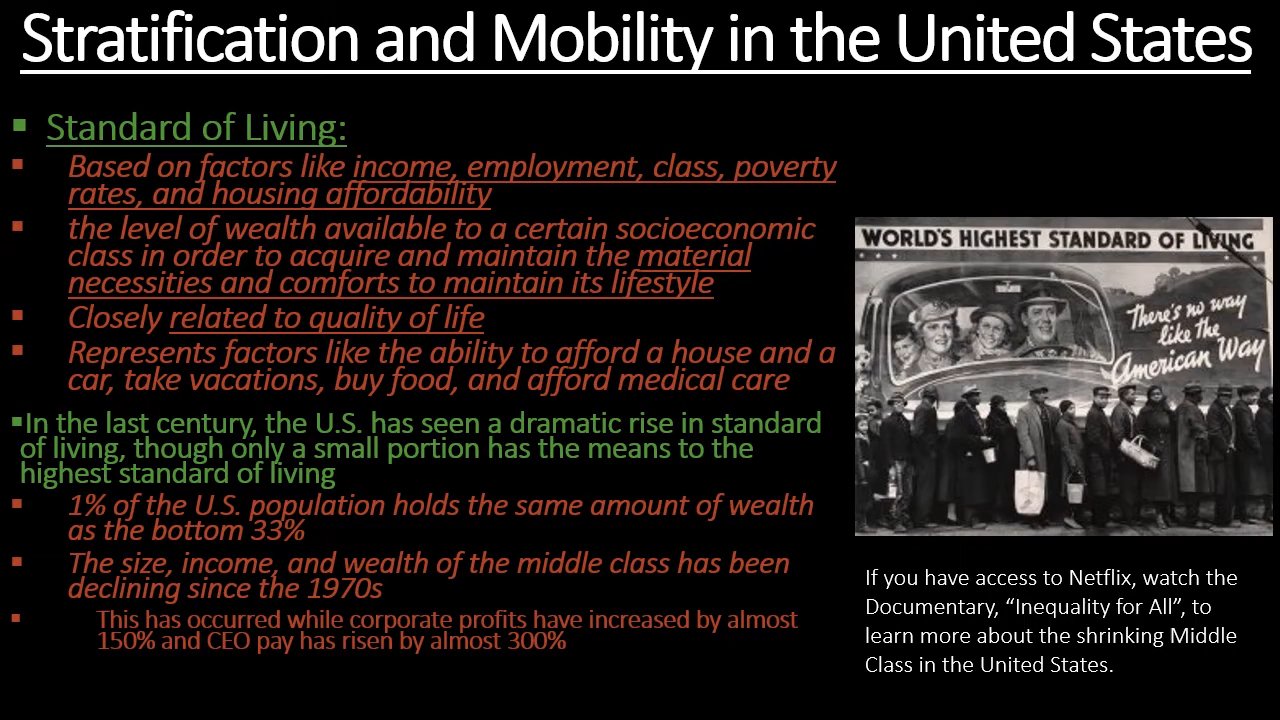 Stratification and Mobility in the United States
Standard of Living:
Based on factors like income, employment, class, poverty
rates, and housing affordability
the level of wealth available to a certain socioeconomic
class in order to acquire and maintain the material
necessities and comforts to maintain its lifestyle
Closely related to quality of life
Represents factors like the ability to afford a house and a
car, take vacations, buy food, and afford medical care
In the last century, the U.S. has seen a dramatic rise in standard
of living, though only a small portion has the means to the
highest standard of living
1% of the U.S. population holds the same amount of wealth
as the bottom 33%
The size, income, and wealth of the middle class has been
declining since the 1970s
This has occurred while corporate profits have increased by almost
150% and CEO pay has risen by almost 300%
WORLD'S HIGHEST STANDARD OF LIVING
There's no way
like the
American Way
If you have access to Netflix, watch the
Documentary, “Inequality for All”, to
learn more about the shrinking Middle
Class in the United States.